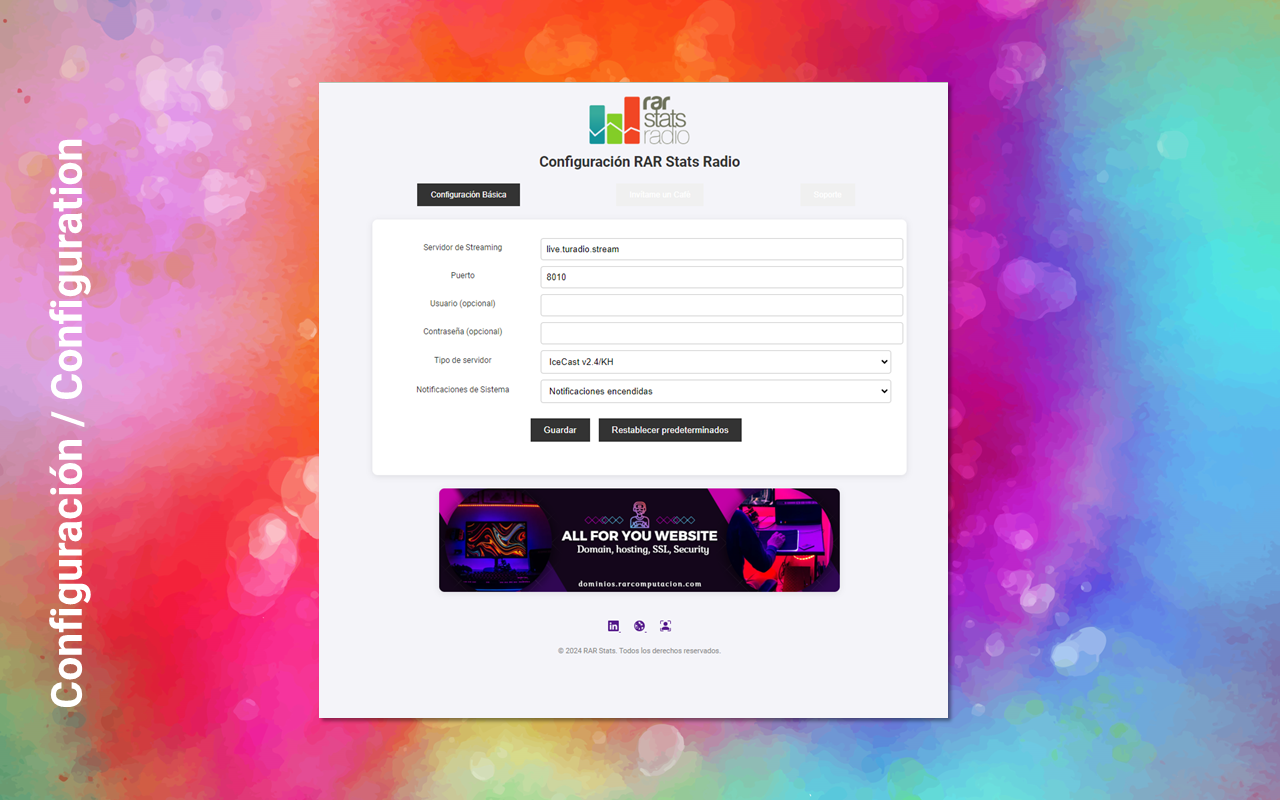 Configuración / Configuration
rar
stats
radio
Configuración RAR Stats Radio
Configuración Básica
Invítame un Café
Soporte
Servidor de Streaming
live.turadio.stream
Puerto
8010
Usuario (opcional)
Contraseña (opcional)
Tipo de servidor
IceCast v2.4/KH
Notificaciones de Sistema
Notificaciones encendidas
Guardar
Restablecer predeterminados
ALL FOR YOU WEBSITE
Domain, hosting, SSL, Security
dominios.rarcomputacion.com
© 2024 RAR Stats. Todos los derechos reservados.